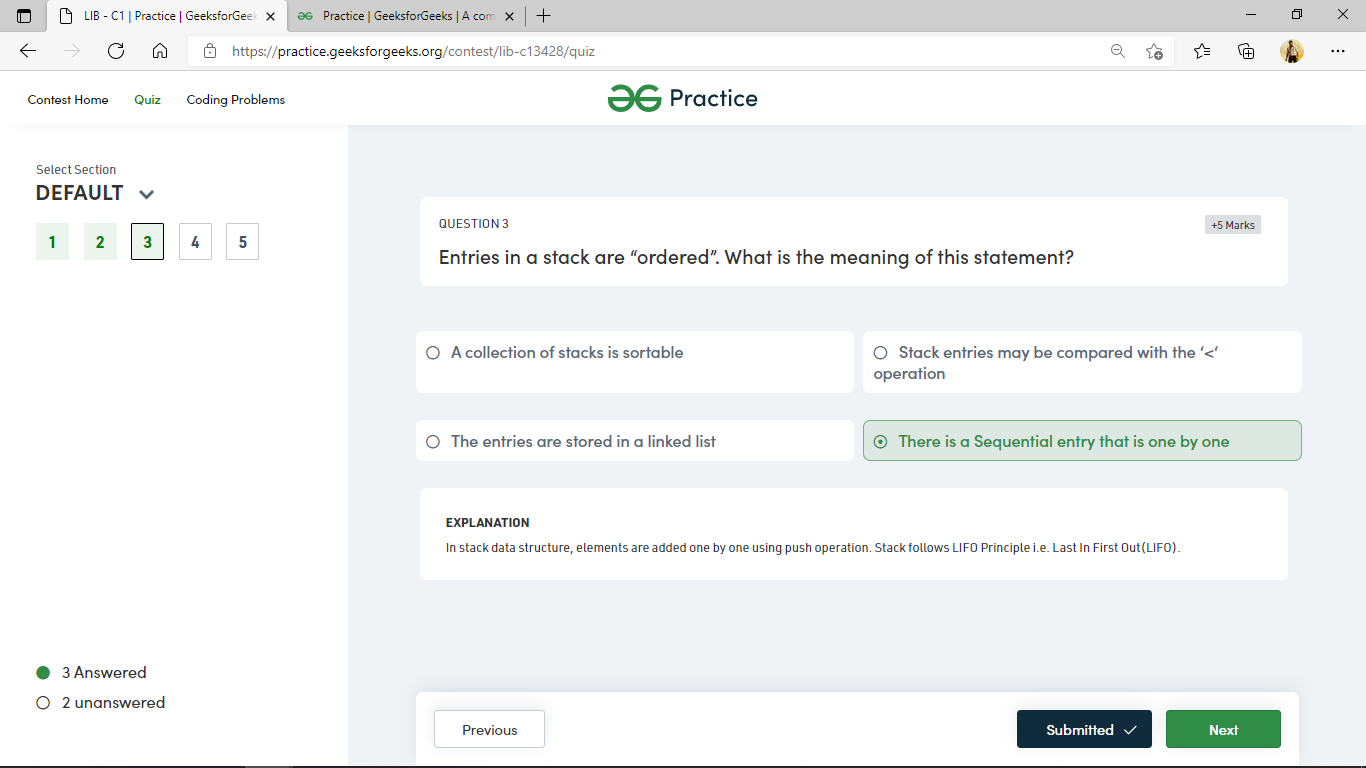 LIB - C1 | Practice | GeeksforGeek
Practice | GeeksforGeeks | A com
https://practice.geeksforgeeks.org/contest/lib-c13428/quiz
Contest Home
Quiz
Coding Problems
Practice
Select Section
DEFAULT
1
2
3
4
5
QUESTION 3
+5 Marks
Entries in a stack are “ordered”. What is the meaning of this statement?
A collection of stacks is sortable
Stack entries may be compared with the ‘<‘
operation
The entries are stored in a linked list
There is a Sequential entry that is one by one
EXPLANATION
In stack data structure, elements are added one by one using push operation. Stack follows LIFO Principle i.e. Last In First Out(LIFO).
3 Answered
2 unanswered
Previous
Submitted
Next